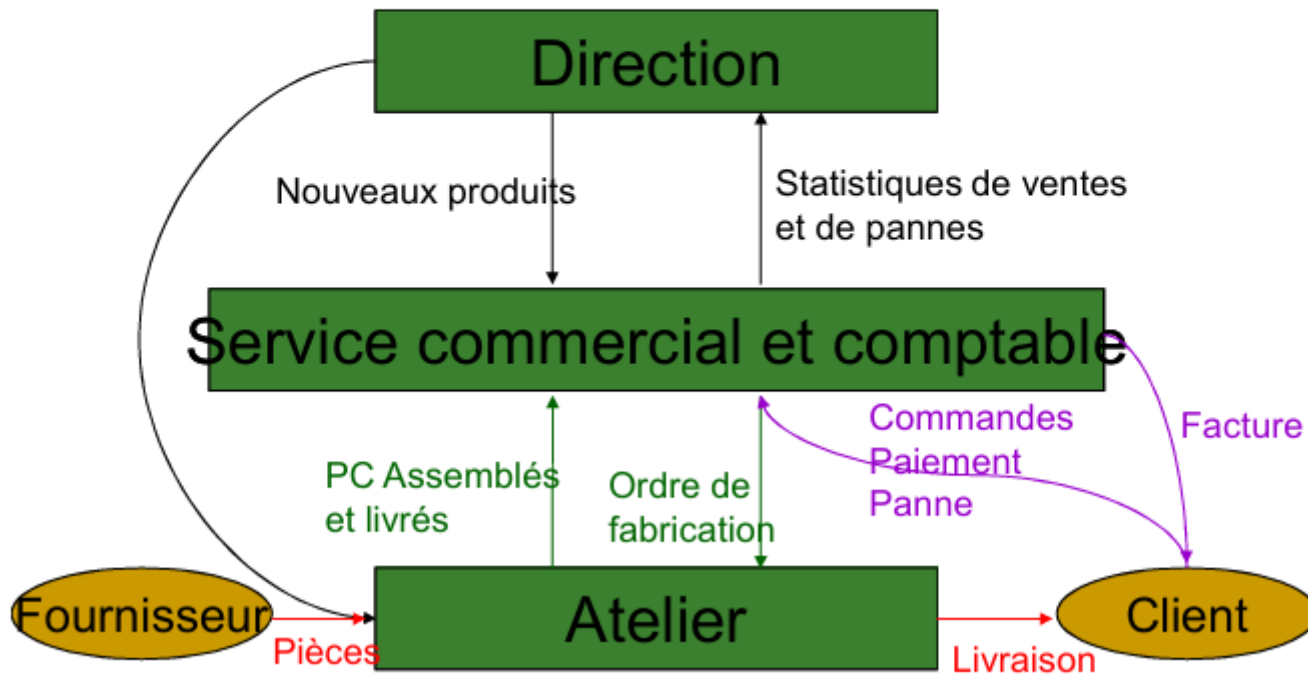 Direction
Nouveaux produits
Statistiques de ventes
et de pannes
Service commercial et comptable
PC Assemblés
et livrés
Ordre de
fabrication
Commandes
Paiement
Panne
Facture
Fournisseur
Pièces
Atelier
Livraison
Client